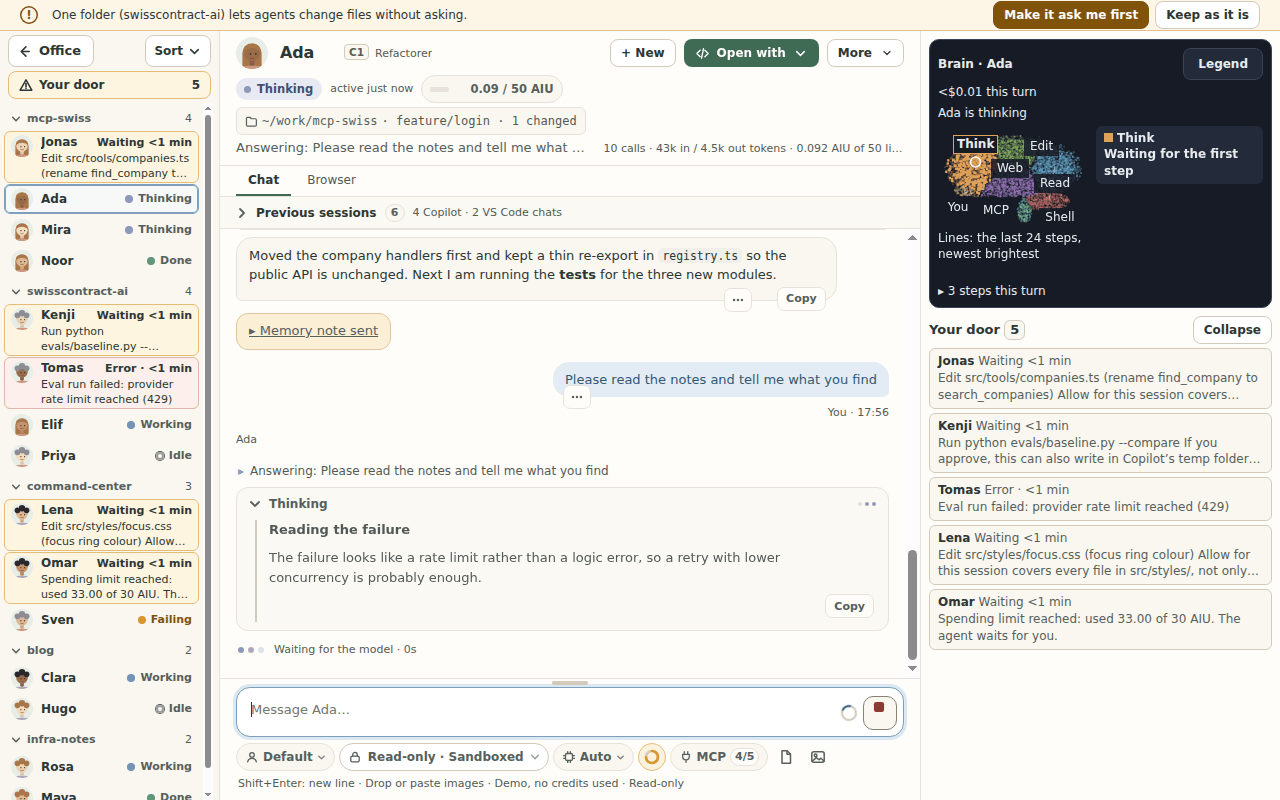 One folder (swisscontract-ai) lets agents change files without asking.
Make it ask me first
Keep as it is
Office
Sort
Your door 5
mcp-swiss 4
Jonas Waiting <1 min
Edit src/tools/companies.ts
(rename find_company t…
Ada Thinking
Mira Thinking
Noor Done
swisscontract-ai 4
Kenji Waiting <1 min
Run python
evals/baseline.py --…
Tomas Error · <1 min
Eval run failed: provider
rate limit reached (429)
Elif Working
Priya Idle
command-center 3
Lena Waiting <1 min
Edit src/styles/focus.css
(focus ring colour) Allow…
Omar Waiting <1 min
Spending limit reached:
used 33.00 of 30 AIU. Th…
Sven Failing
blog 2
Clara Working
Hugo Idle
infra-notes 2
Rosa Working
Maya Done
Ada C1 Refactorer
+ New
Open with
More
Thinking active just now 0.09 / 50 AIU
~/work/mcp-swiss · feature/login · 1 changed
Answering: Please read the notes and tell me what … 10 calls · 43k in / 4.5k out tokens · 0.092 AIU of 50 li…
Chat Browser
Previous sessions 6 4 Copilot · 2 VS Code chats
Moved the company handlers first and kept a thin re-export in registry.ts so the
public API is unchanged. Next I am running the tests for the three new modules.
… Copy
▸ Memory note sent
Please read the notes and tell me what you find
…
You · 17:56
Ada
▸ Answering: Please read the notes and tell me what you find
Thinking
Reading the failure
The failure looks like a rate limit rather than a logic error, so a retry with lower
concurrency is probably enough.
Copy
Waiting for the model · 0s
Message Ada…
Default
Read-only · Sandboxed
Auto
MCP 4/5
Shift+Enter: new line · Drop or paste images · Demo, no credits used · Read-only
Brain · Ada
Legend
<$0.01 this turn
Ada is thinking
Think
Edit
Web
Read
You
MCP
Shell
Think
Waiting for the first
step
Lines: the last 24 steps,
newest brightest
▸ 3 steps this turn
Your door 5
Collapse
Jonas Waiting <1 min
Edit src/tools/companies.ts (rename find_company to
search_companies) Allow for this session covers…
Kenji Waiting <1 min
Run python evals/baseline.py --compare If you
approve, this can also write in Copilot’s temp folder…
Tomas Error · <1 min
Eval run failed: provider rate limit reached (429)
Lena Waiting <1 min
Edit src/styles/focus.css (focus ring colour) Allow for
this session covers every file in src/styles/, not only…
Omar Waiting <1 min
Spending limit reached: used 33.00 of 30 AIU. The
agent waits for you.